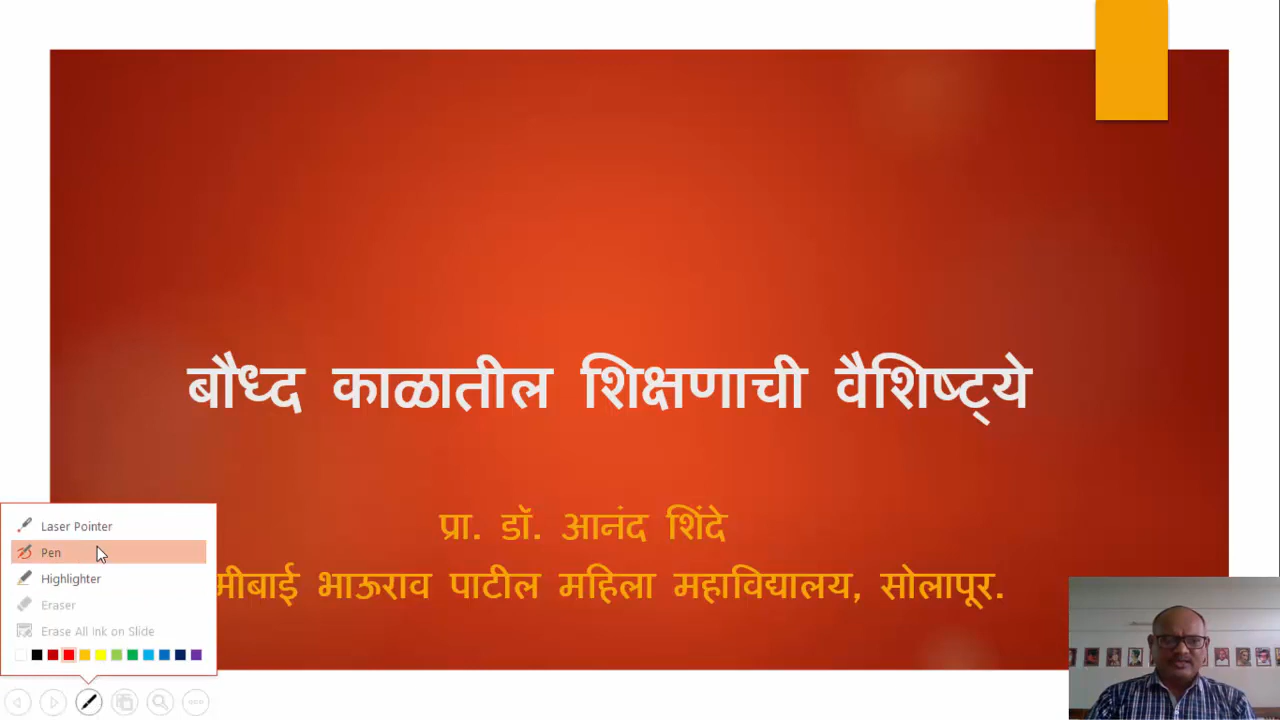 बौध्द काळातील शिक्षणाची वैशिष्ट्ये
प्रा. डॉ. आनंद शिंदे
भाऊराव पाटील महिला महाविद्यालय, सोलापूर.
Laser Pointer
Pen
Highlighter
Eraser
Erase All Ink on Slide